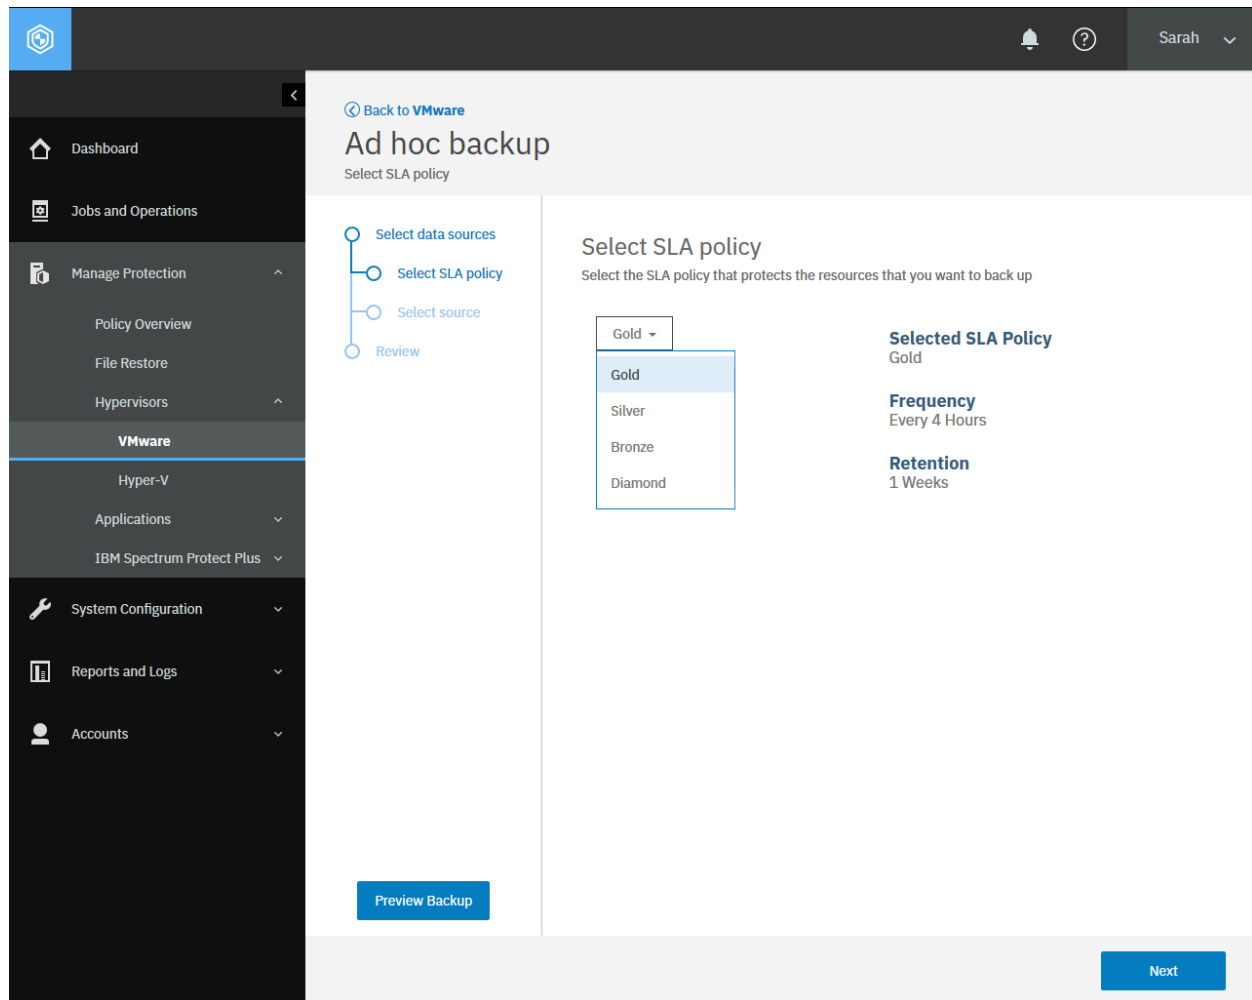 Sarah
Dashboard
Jobs and Operations
Manage Protection
Policy Overview
File Restore
Hypervisors
VMware
Hyper-V
Applications
IBM Spectrum Protect Plus
System Configuration
Reports and Logs
Accounts
Back to VMware
Ad hoc backup
Select SLA policy
Select data sources
Select SLA policy
Select source
Review
Preview Backup
Select SLA policy
Select the SLA policy that protects the resources that you want to back up
Gold
Gold
Silver
Bronze
Diamond
Selected SLA Policy
Gold
Frequency
Every 4 Hours
Retention
1 Weeks
Next